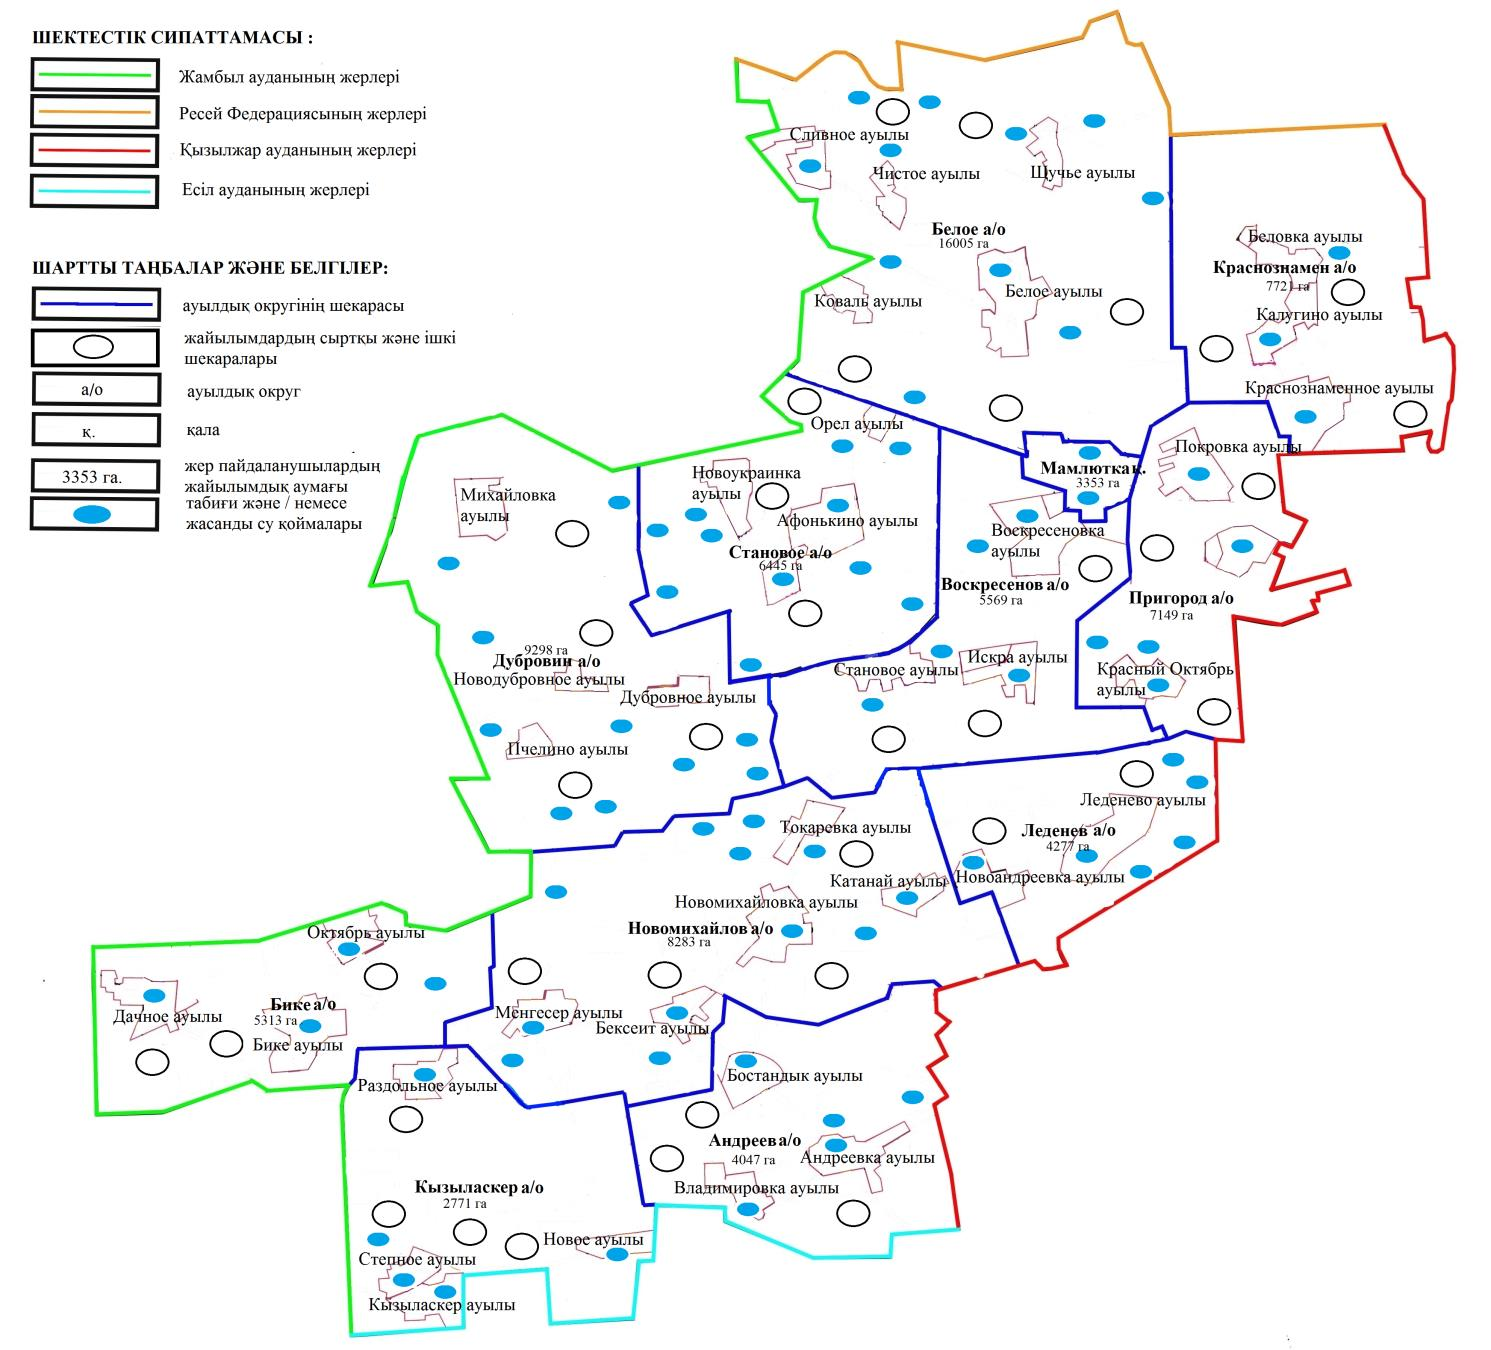 ШЕКТЕСТІК СИПАТТАМАСЫ :
Жамбыл ауданының жерлері
Ресей Федерациясының жерлері
Қызылжар ауданының жерлері
Есіл ауданының жерлері
ШАРТТЫ ТАҢБАЛАР ЖӘНЕ БЕЛГІЛЕР:
ауылдық округінің шекарасы
жайылымдардың сыртқы және ішкі
шекаралары
а/о
ауылдық округ
қ.
қала
3353 га.
жер пайдаланушылардың
жайылымдық аумағы
табиғи және / немесе
жасанды су қоймалары
Сливное ауылы
Чистое ауылы
Щучье ауылы
Белое а/о
16005 га
Коваль ауылы
Белое ауылы
Беловка ауылы
Краснознамен а/о
7721 га
Калугино ауылы
Краснознаменное ауылы
Орел ауылы
Покровка ауылы
Мамлютка қ.
3353 га
Михайловка
ауылы
Новоукраинка
ауылы
Афонькино ауылы
Становое а/о
6445 га
Воскресеновка
ауылы
Воскресенов а/о
5569 га
Пригород а/о
7149 га
9298 га
Дубровин а/о
Новодубровное ауылы
Дубровное ауылы
Становое ауылы
Искра ауылы
Красный Октябрь
ауылы
Пчелино ауылы
Токаревка ауылы
Леденево ауылы
Леденев а/о
4277 га
Катанай ауылы
Новоандреевка ауылы
Новомихайловка ауылы
Новомихайлов а/о
8283 га
Октябрь ауылы
Бике а/о
5313 га
Дачное ауылы
Бике ауылы
Менгесер ауылы
Бексеит ауылы
Раздольное ауылы
Бостандык ауылы
Андреев а/о
4047 га
Андреевка ауылы
Владимировка ауылы
Кызыласкер а/о
2771 га
Новое ауылы
Степное ауылы
Кызыласкер ауылы